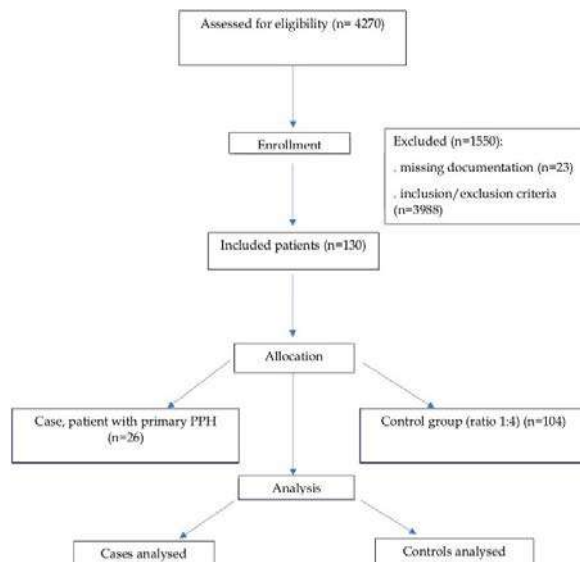 Assessed for eligibility (n= 4270)
Enrollment
Excluded (n=1550):
. missing documentation (n=23)
. inclusion/exclusion criteria
(n=3988)
Included patients (n=130)
Allocation
Case, patient with primary PPH
(n=26)
Control group (ratio 1:4) (n=104)
Analysis
Cases analysed
Controls analysed